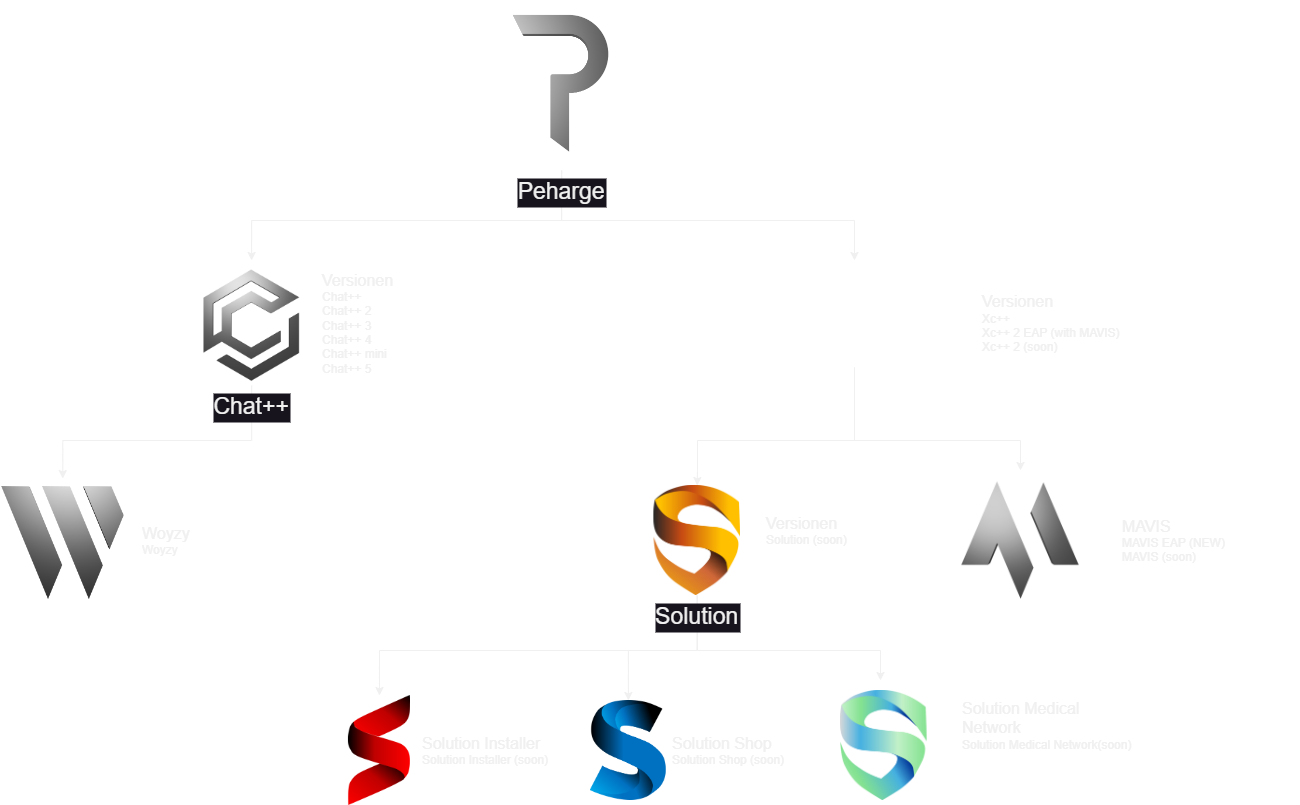 Peharge
Versionen
Chat++
Chat++ 2
Chat++ 3
Chat++ 4
Chat++ mini
Chat++ 5
Chat++
Versionen
Xc++
Xc++ 2 EAP (with MAVIS)
Xc++ 2 (soon)
Woyzy
Woyzy
Versionen
Solution (soon)
Solution
MAVIS
MAVIS EAP (NEW)
MAVIS (soon)
Solution Installer
Solution Installer (soon)
Solution Shop
Solution Shop (soon)
Solution Medical
Network
Solution Medical Network(soon)